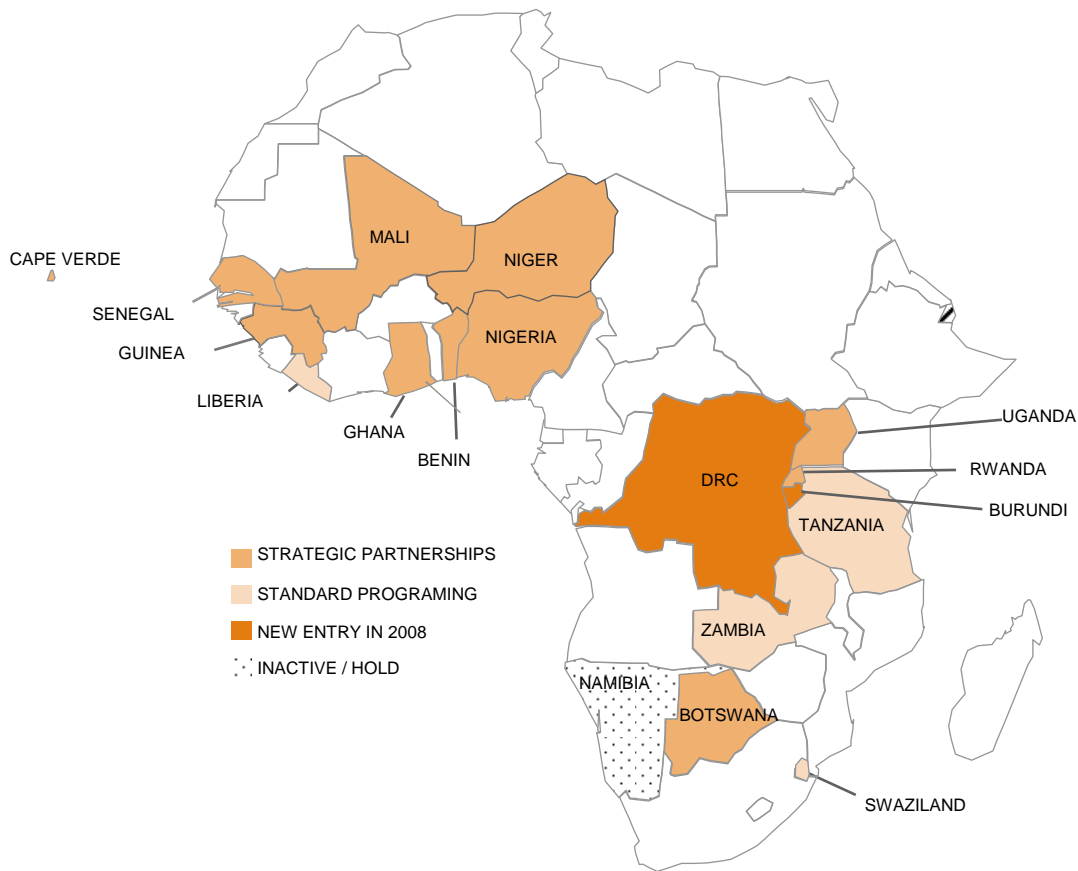 MALI
CAPE VERDE
NIGER
SENEGAL
NIGERIA
GUINEA
LIBERIA
GHANA
BENIN
UGANDA
RWANDA
DRC
BURUNDI
TANZANIA
STRATEGIC PARTNERSHIPS
STANDARD PROGRAMING
NEW ENTRY IN 2008
ZAMBIA
INACTIVE / HOLD
NAMIBIA
BOTSWANA
SWAZILAND